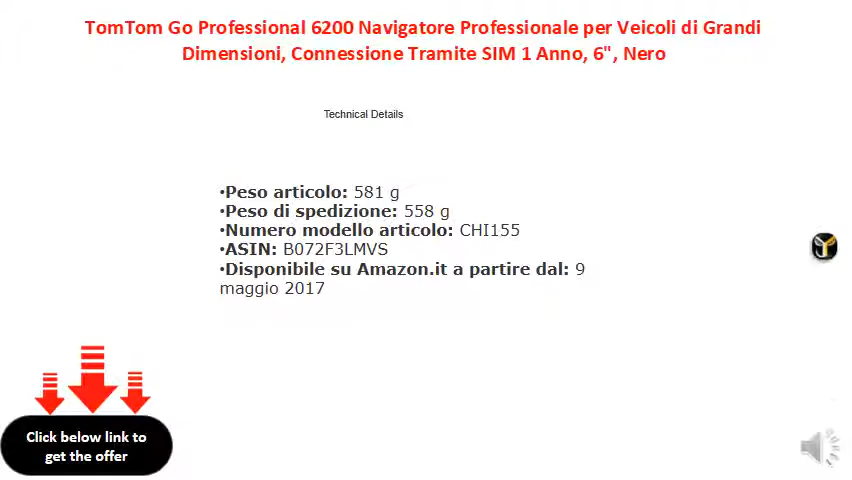 TomTom Go Professional 6200 Navigatore Professionale per Veicoli di Grandi
Dimensioni, Connessione Tramite SIM 1 Anno, 6", Nero
Technical Details
•Peso articolo: 581 g
•Peso di spedizione: 558 g
•Numero modello articolo: CHI155
•ASIN: B072F3LMVS
•Disponibile su Amazon.it a partire dal: 9
maggio 2017
Click below link to
get the offer